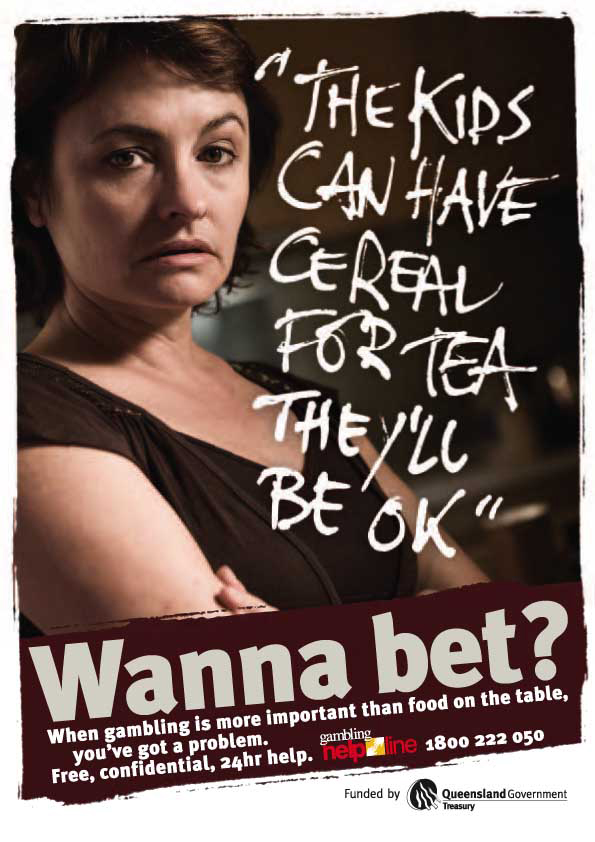 "THE KIDS
CAN HAVE
CEREAL
FOR TEA
THEY'LL
BE OK"
Wanna bet?
When gambling is more important than food on the table,
you've got a problem.
Free, confidential, 24hr help. gambling help line 1800 222 050
Funded by Queensland Government
Treasury